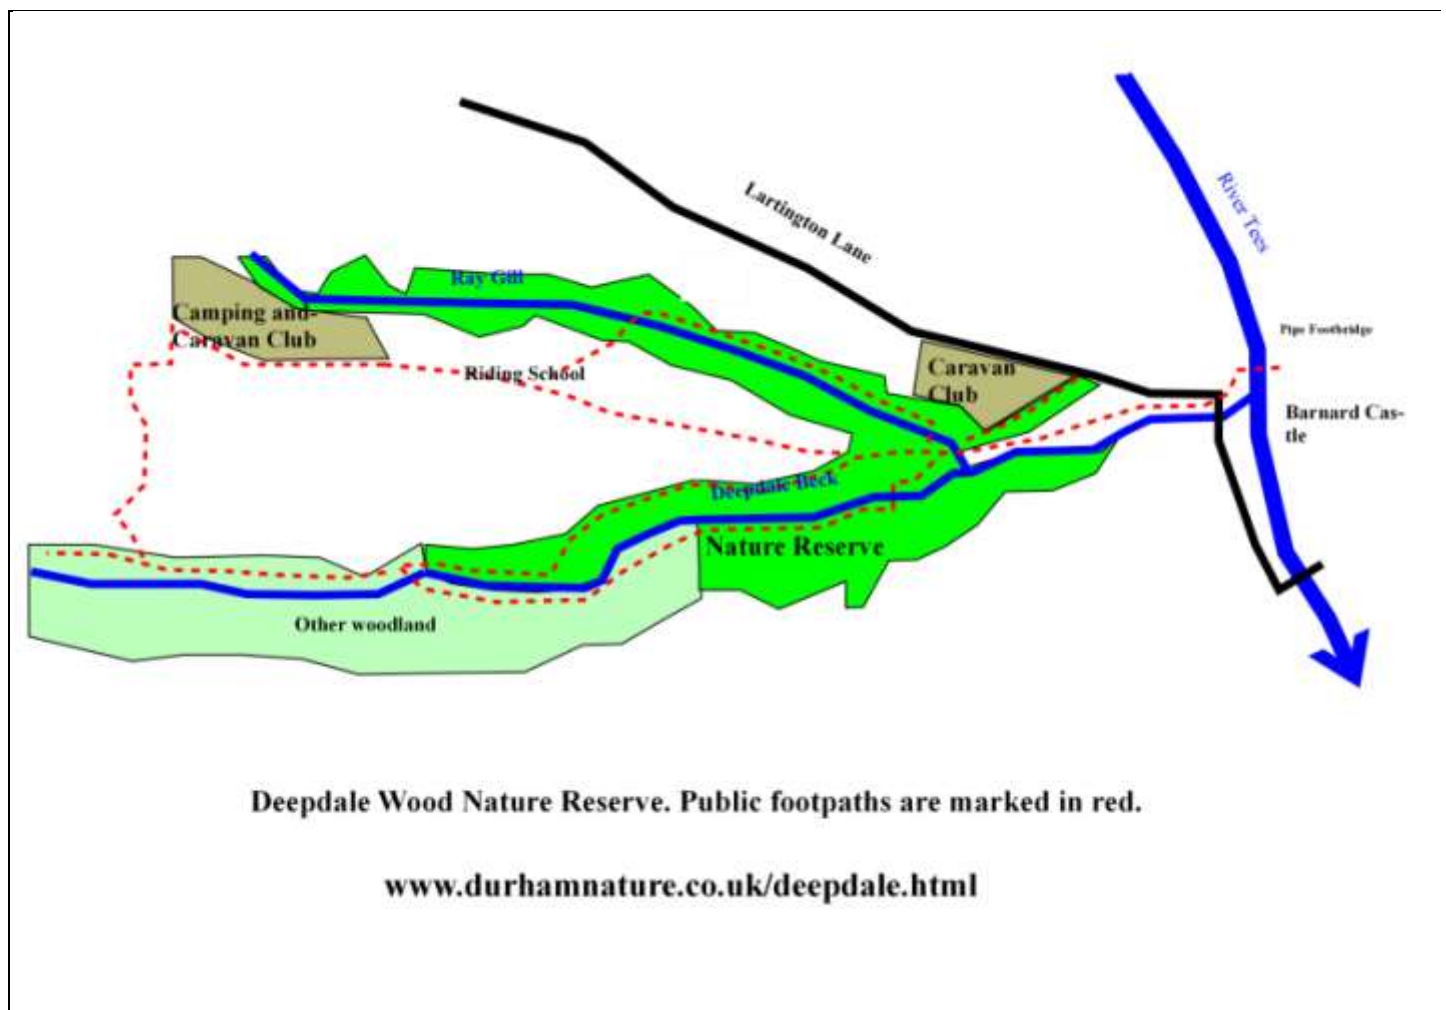 River Tees
Lartington Lane
Ray Gill
Camping and-
Caravan Club
Pipe Footbridge
Riding School
Caravan
Club
Barnard Cas-
tle
Deepdale Beck
Nature Reserve
Other woodland
Deepdale Wood Nature Reserve. Public footpaths are marked in red.
www.durhamnature.co.uk/deepdale.html